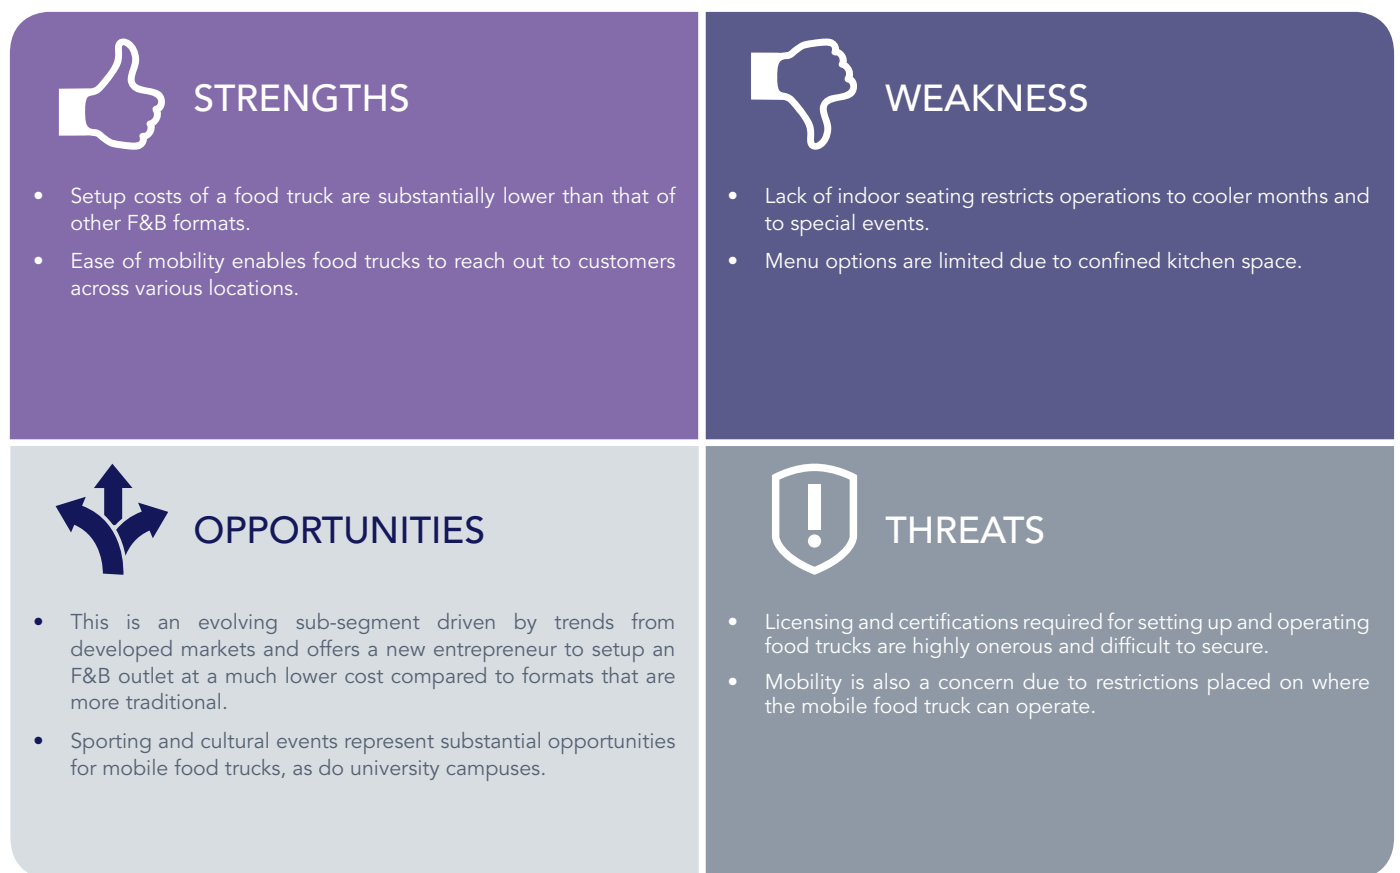 STRENGTHS
• Setup costs of a food truck are substantially lower than that of
other F&B formats.
• Ease of mobility enables food trucks to reach out to customers
across various locations.
WEAKNESS
• Lack of indoor seating restricts operations to cooler months and
to special events.
• Menu options are limited due to confined kitchen space.
OPPORTUNITIES
• This is an evolving sub-segment driven by trends from
developed markets and offers a new entrepreneur to setup an
F&B outlet at a much lower cost compared to formats that are
more traditional.
• Sporting and cultural events represent substantial opportunities
for mobile food trucks, as do university campuses.
THREATS
• Licensing and certifications required for setting up and operating
food trucks are highly onerous and difficult to secure.
• Mobility is also a concern due to restrictions placed on where
the mobile food truck can operate.